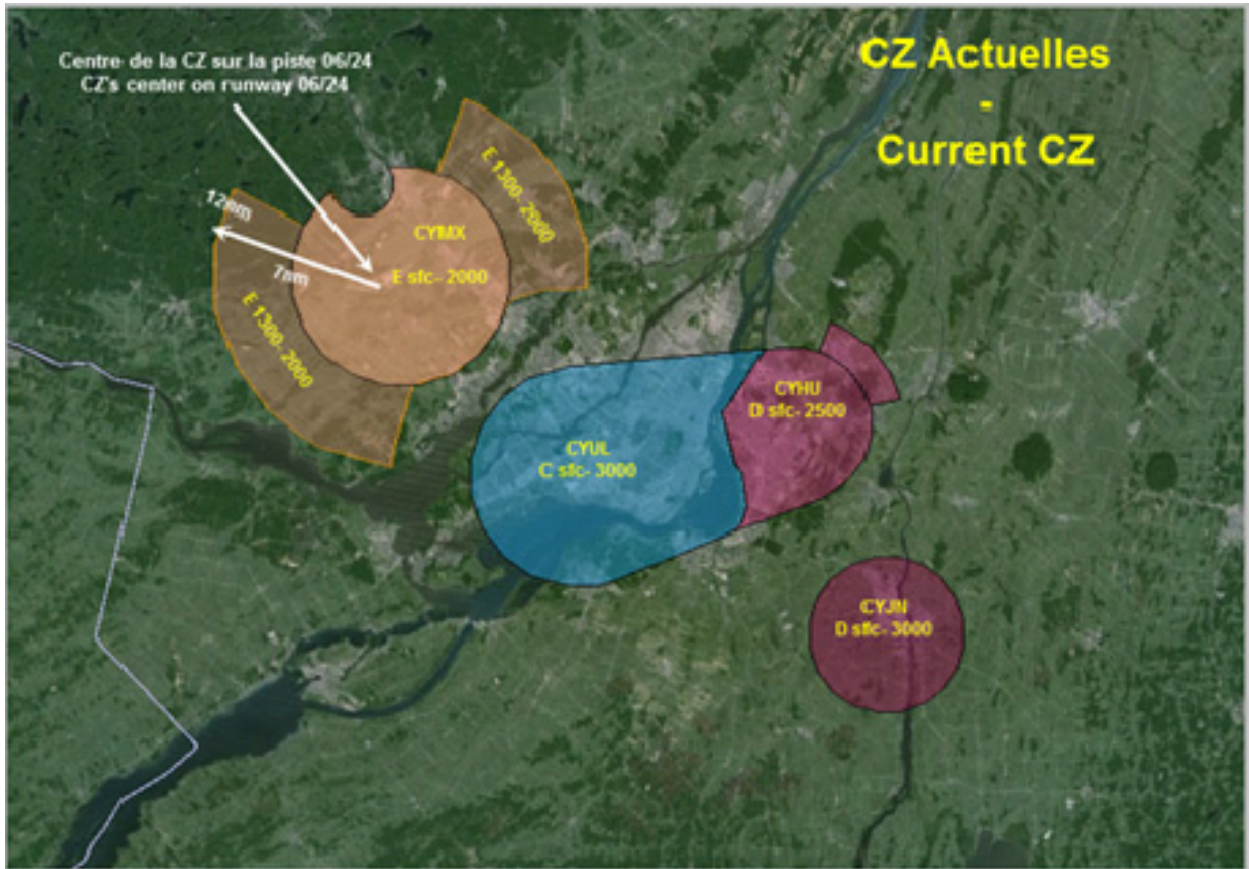 Centre de la CZ sur la piste 06/24
CZ's center on runway 06/24
CZ Actuelles
-
Current CZ
E 1300-2000
12nm
7nm
CYMX
E sfc- 2000
E 1300-2000
CYHU
D sfc- 2500
CYUL
C sfc- 3000
CYJN
D sfc- 3000